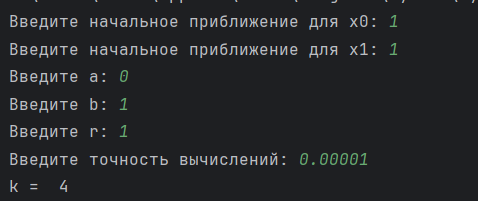 Введите начальное приближение для x0: 1
Введите начальное приближение для x1: 1
Введите a: 0
Введите b: 1
Введите r: 1
Введите точность вычислений: 0.00001
k =  4